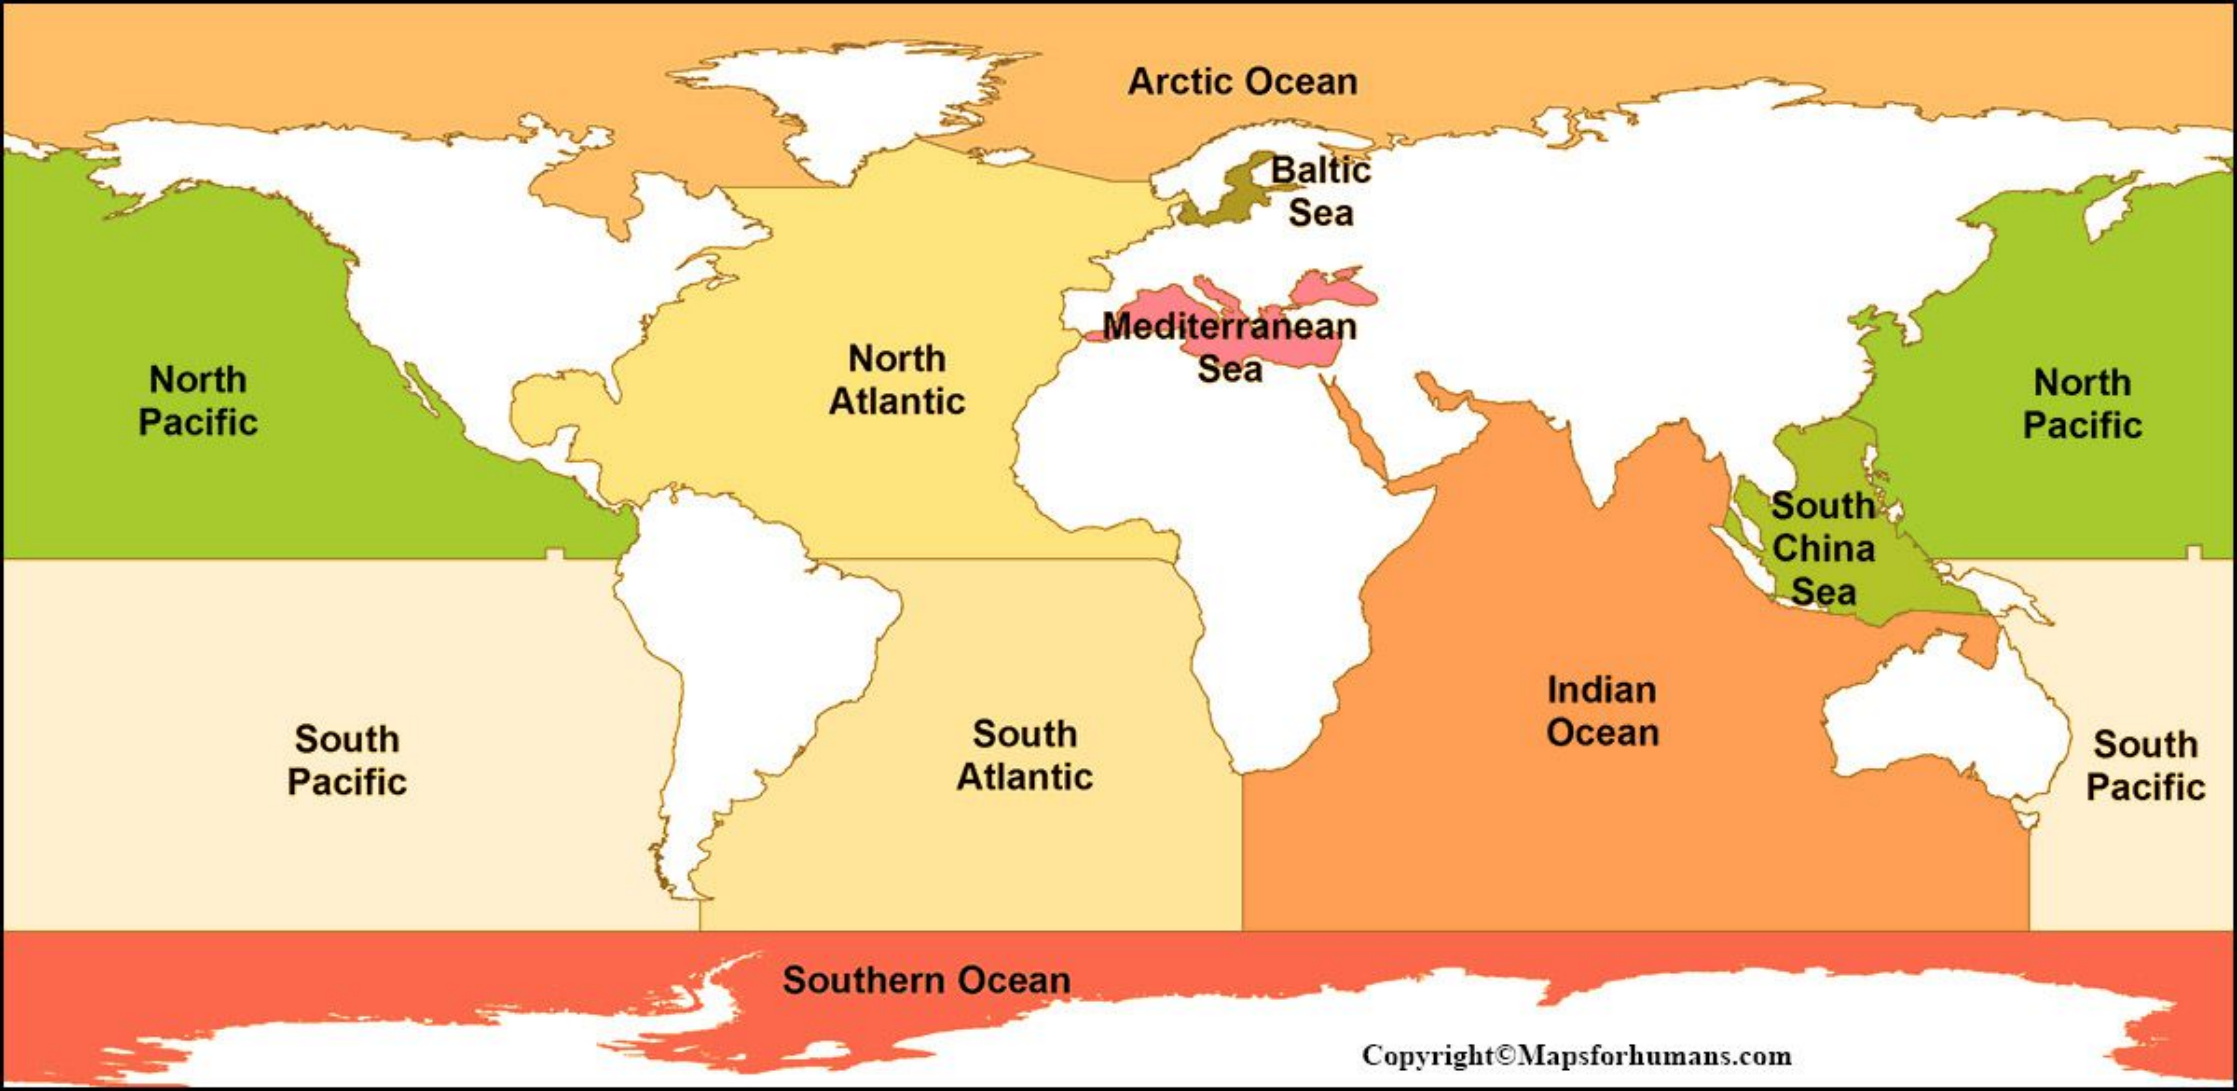 Arctic Ocean
Baltic
Sea
Mediterranean
Sea
North
Pacific
North
Atlantic
North
Pacific
South
China
Sea
South
Pacific
South
Atlantic
Indian
Ocean
South
Pacific
Southern Ocean
Copyright©Mapsforhumans.com